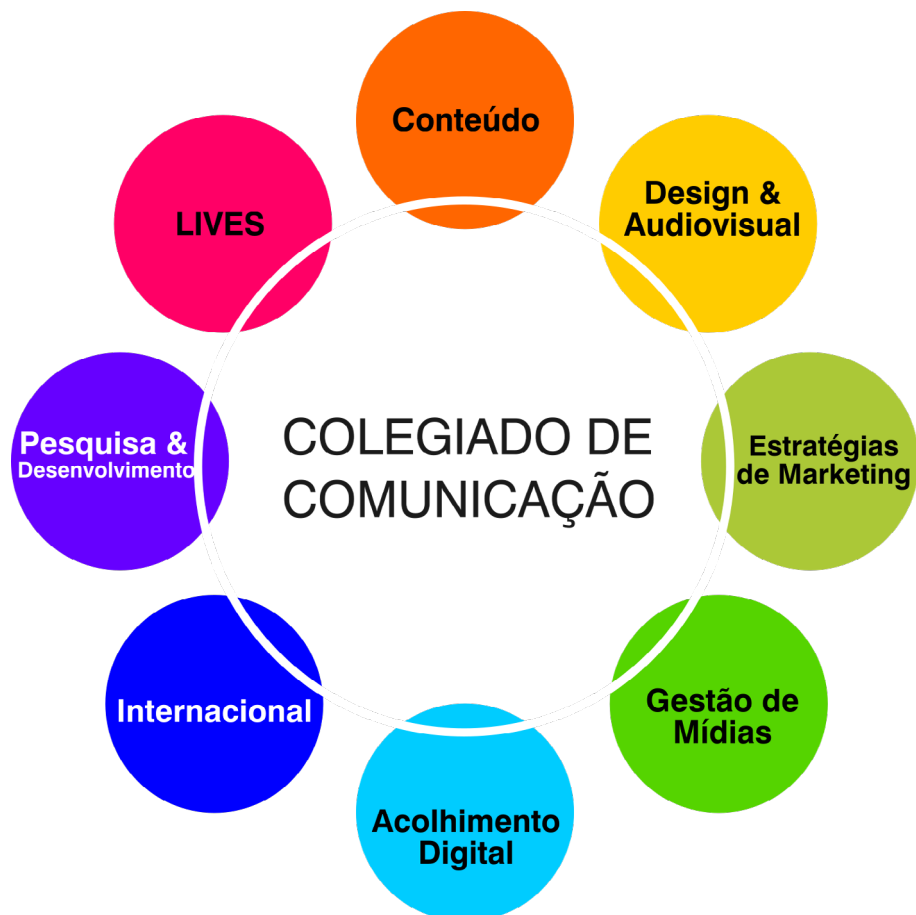 Conteúdo
Design &
Audiovisual
LIVES
Pesquisa &
Desenvolvimento
COLEGIADO DE
COMUNICAÇÃO
Estratégias
de Marketing
Internacional
Gestão de
Mídias
Acolhimento
Digital